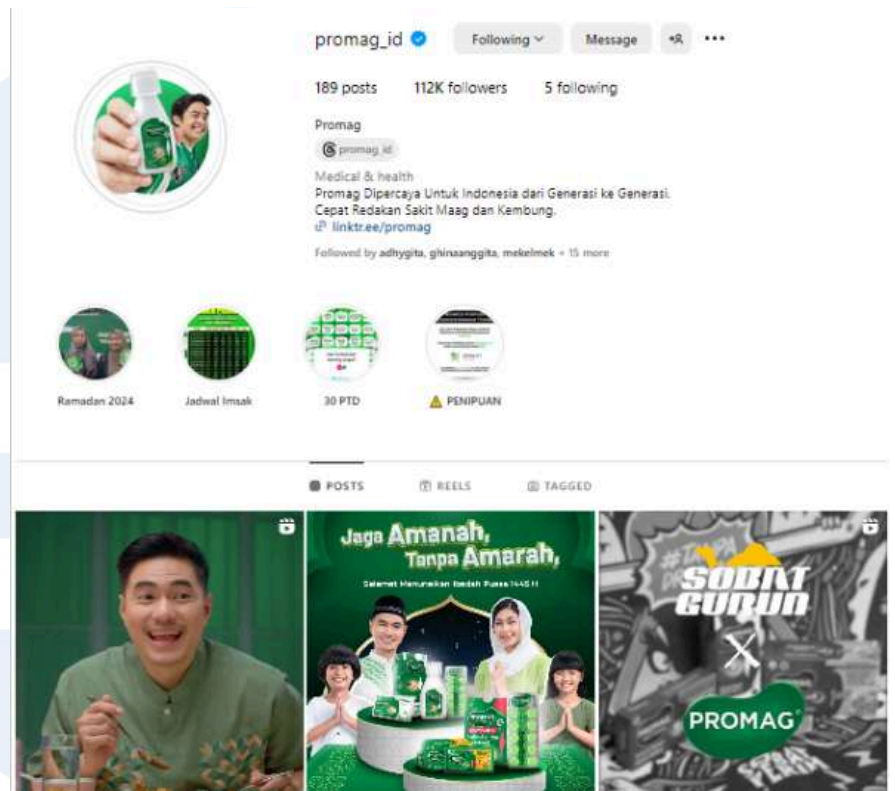 promag_id
Following
Message
189 posts 112K followers 5 following
Promag
promag_id
Medical & health
Promag Dipercaya Untuk Indonesia dari Generasi ke Generasi.
Cepat Redakan Sakit Maag dan Kembung.
linktr.ee/promag
Followed by adhygita, ghinaanggita, mekelmek + 15 more
Ramadan 2024
Jadwal Imsak
30 PTD
PENIPUAN
POSTS
REELS
TAGGED
Jaga Amanah,
Tanpa Amarah,
Selamat Menunaikan Ibadah Puasa 1445 H
SOBAT
GURUN
X
PROMAG